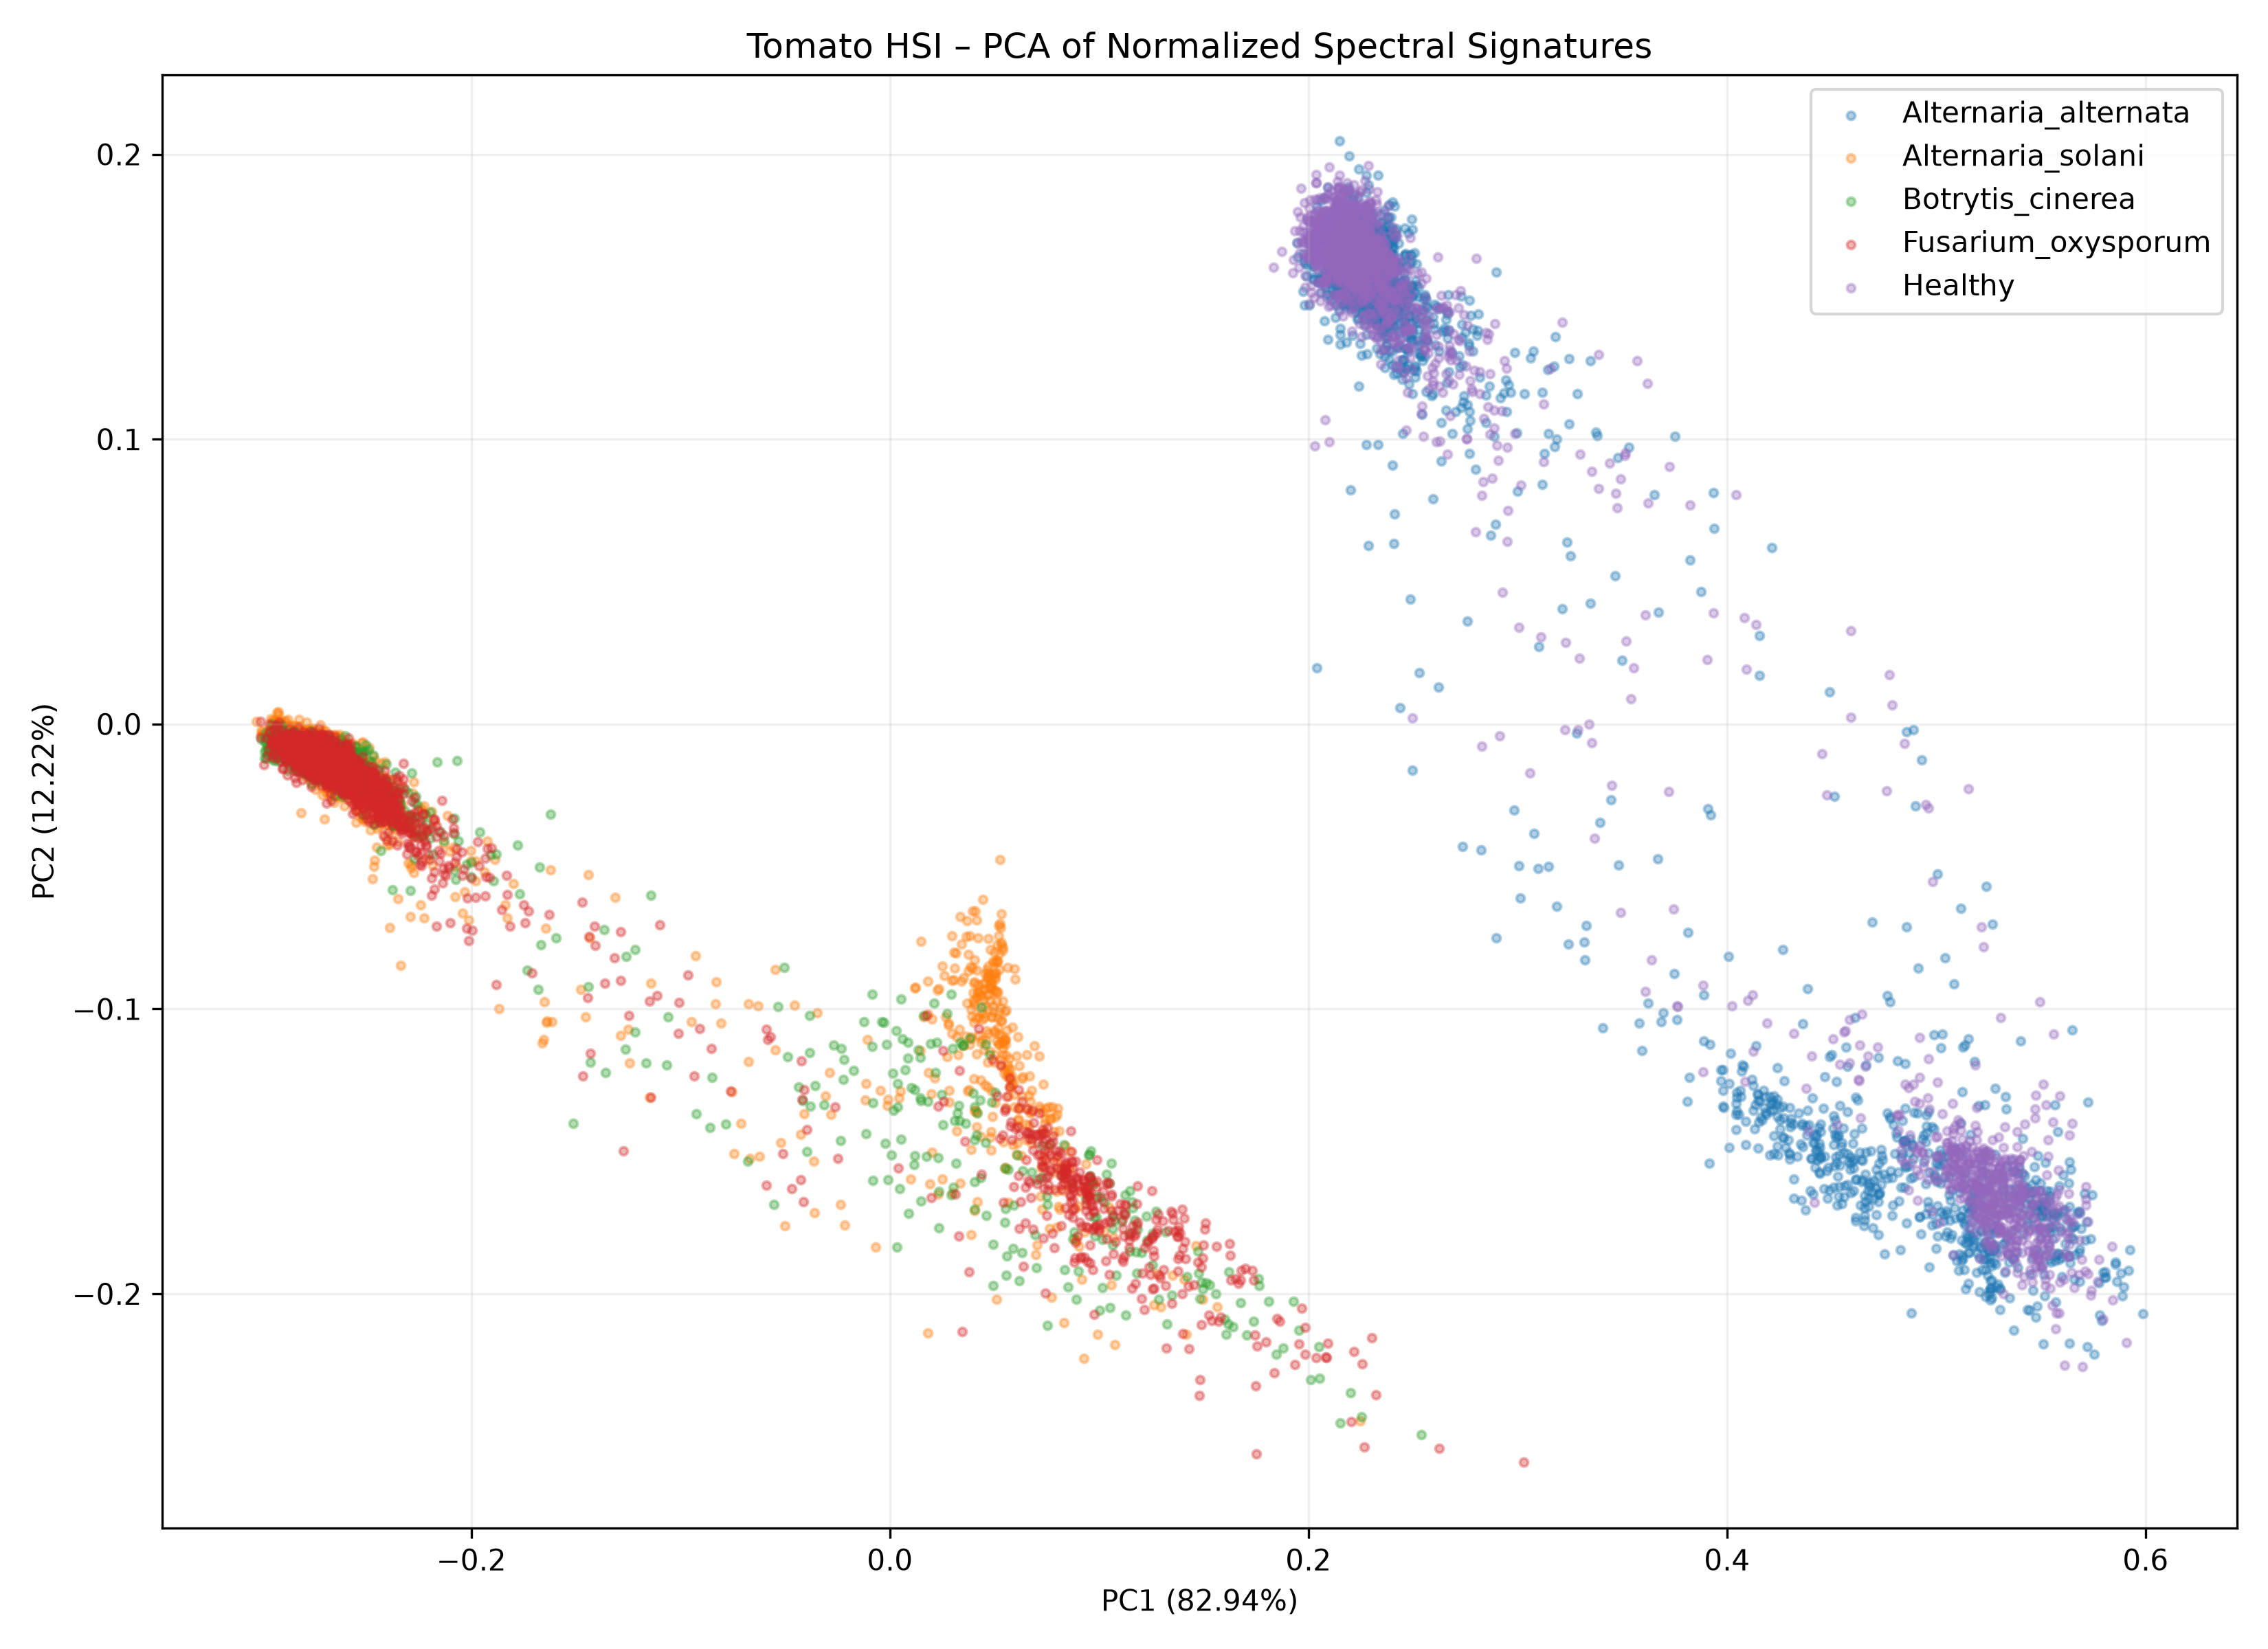 Tomato HSI – PCA of Normalized Spectral Signatures
Alternaria_alternata
Alternaria_solani
Botrytis_cinerea
Fusarium_oxysporum
Healthy
0.2
0.1
0.0
−0.1
−0.2
PC2 (12.22%)
−0.2 0.0 0.2 0.4 0.6
PC1 (82.94%)